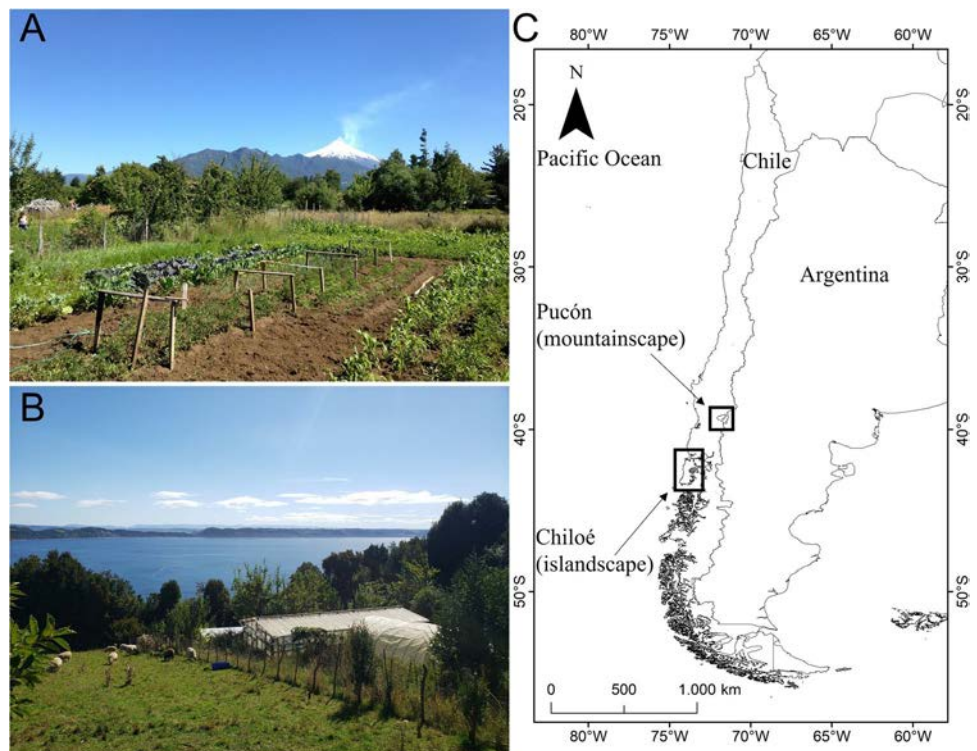 A
B
C
80°W 75°W 70°W 65°W 60°W
N
Pacific Ocean
Chile
Argentina
Pucón
(mountainscape)
Chiloé
(islandscape)
0 500 1.000 km
20°S
30°S
40°S
50°S
20°S
30°S
40°S
50°S
80°W 75°W 70°W 65°W 60°W